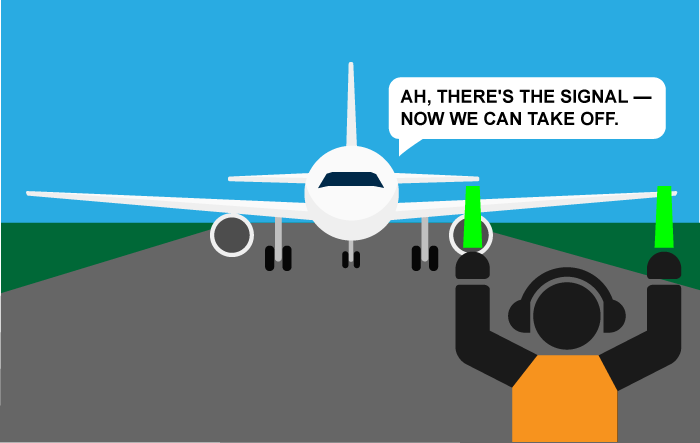 AH, THERE'S THE SIGNAL —
NOW WE CAN TAKE OFF.